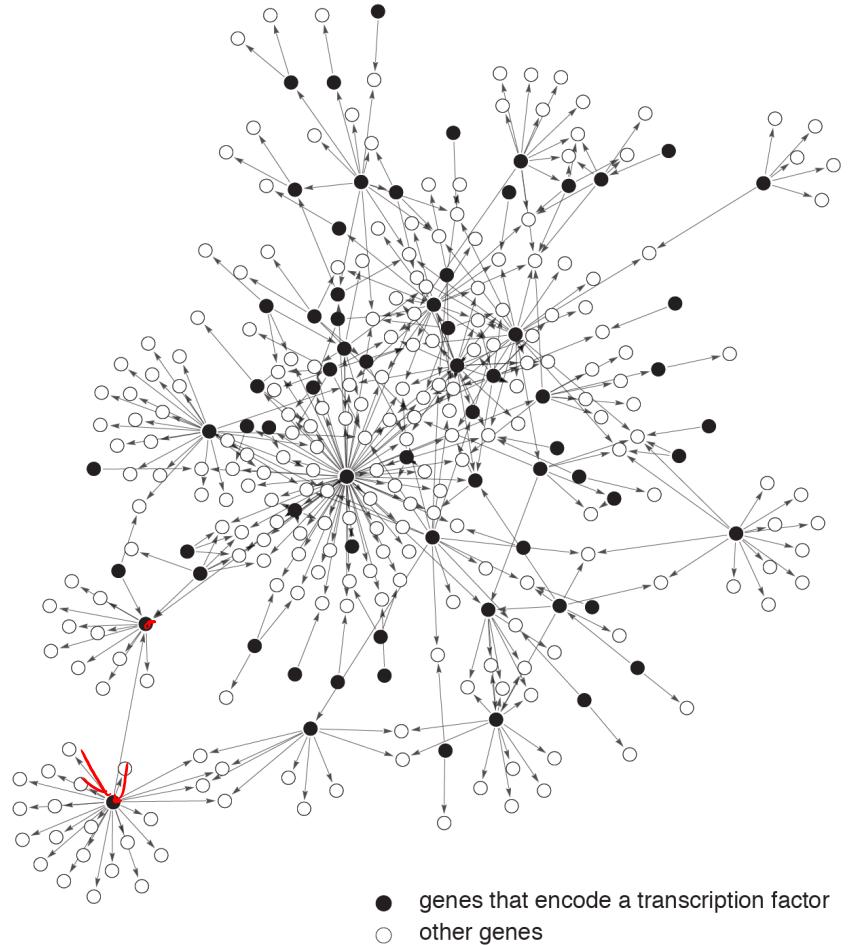 genes that encode a transcription factor
other genes